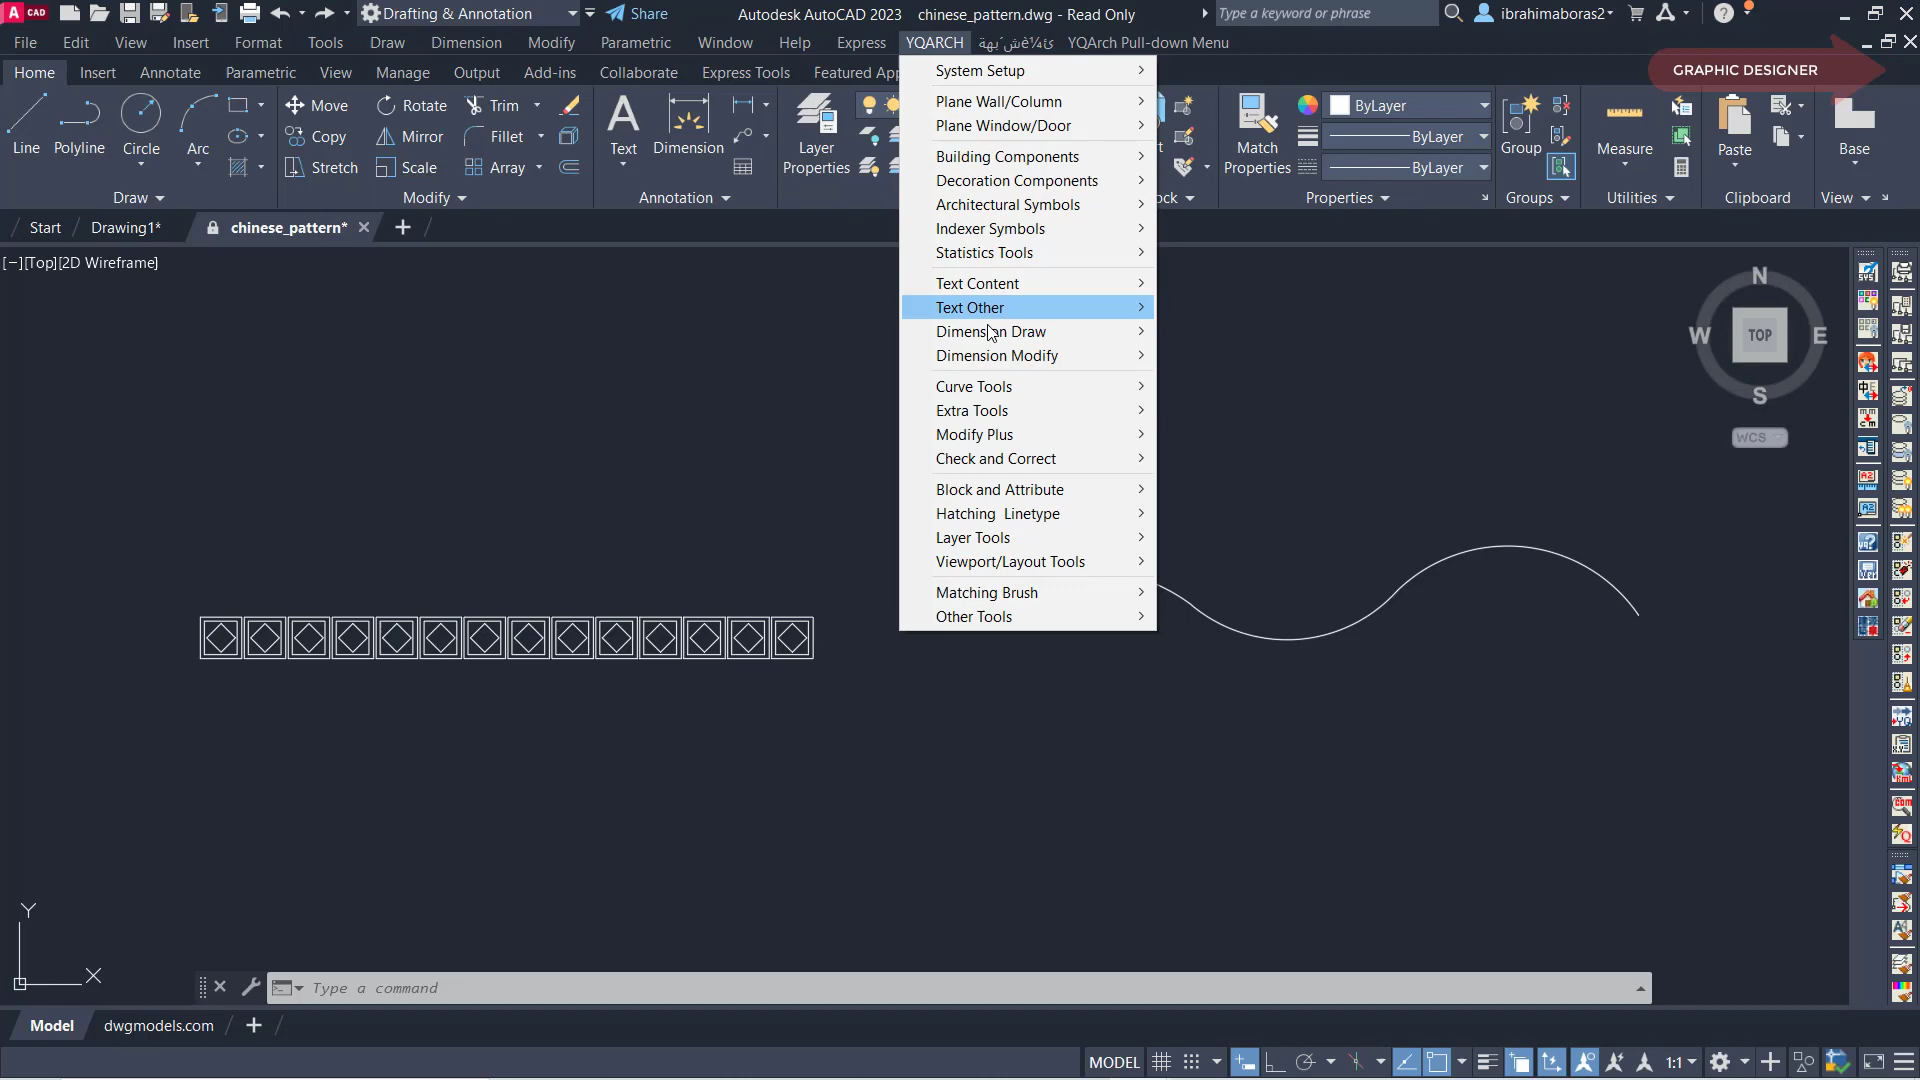 A CAD
Drafting & Annotation
Share
Autodesk AutoCAD 2023 chinese_pattern.dwg - Read Only
Type a keyword or phrase
ibrahimaboras2
File Edit View Insert Format Tools Draw Dimension Modify Parametric Window Help Express YQARCH YQArch Pull-down Menu
GRAPHIC DESIGNER
Home Insert Annotate Parametric View Manage Output Add-ins Collaborate Express Tools Featured App
Line Polyline Circle Arc
Move Rotate Trim
Copy Mirror Fillet
Stretch Scale Array
Text Dimension
Layer Properties
Match Properties
ByLayer
ByLayer
ByLayer
Group
Measure
Paste
Base
Draw Modify Annotation ock Properties Groups Utilities Clipboard View
Start Drawing1* chinese_pattern*
[−][Top][2D Wireframe]
System Setup
Plane Wall/Column
Plane Window/Door
Building Components
Decoration Components
Architectural Symbols
Indexer Symbols
Statistics Tools
Text Content
Text Other
Dimension Draw
Dimension Modify
Curve Tools
Extra Tools
Modify Plus
Check and Correct
Block and Attribute
Hatching Linetype
Layer Tools
Viewport/Layout Tools
Matching Brush
Other Tools
N
W TOP E
S
WCS
Y
X
Type a command
Model dwgmodels.com
MODEL
1:1